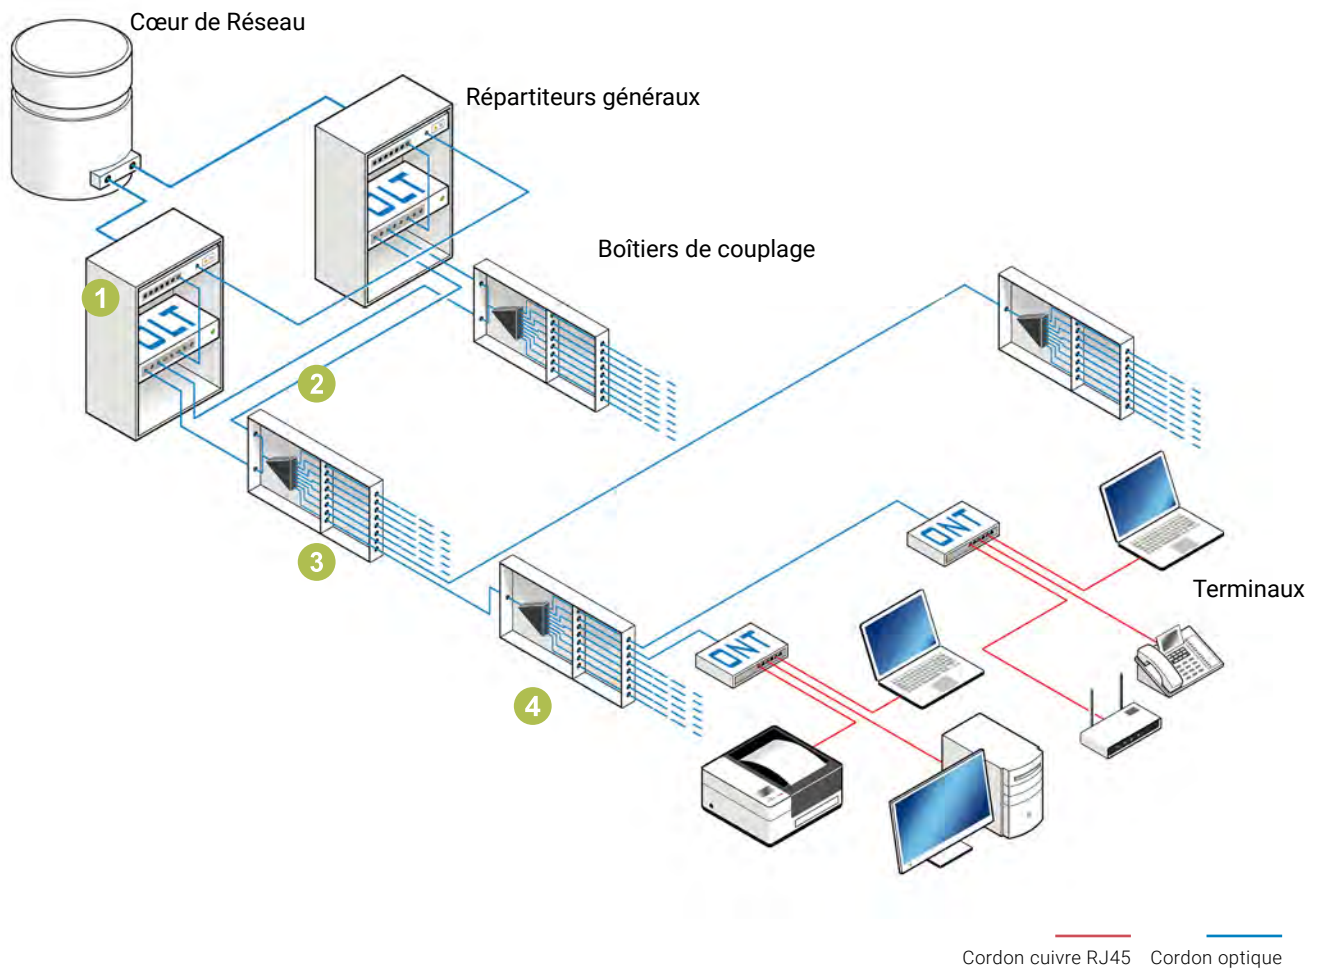 Cœur de Réseau
Répartiteurs généraux
OLT
Boîtiers de couplage
1
OLT
2
3
ONT
Terminaux
ONT
4
Cordon cuivre RJ45 Cordon optique